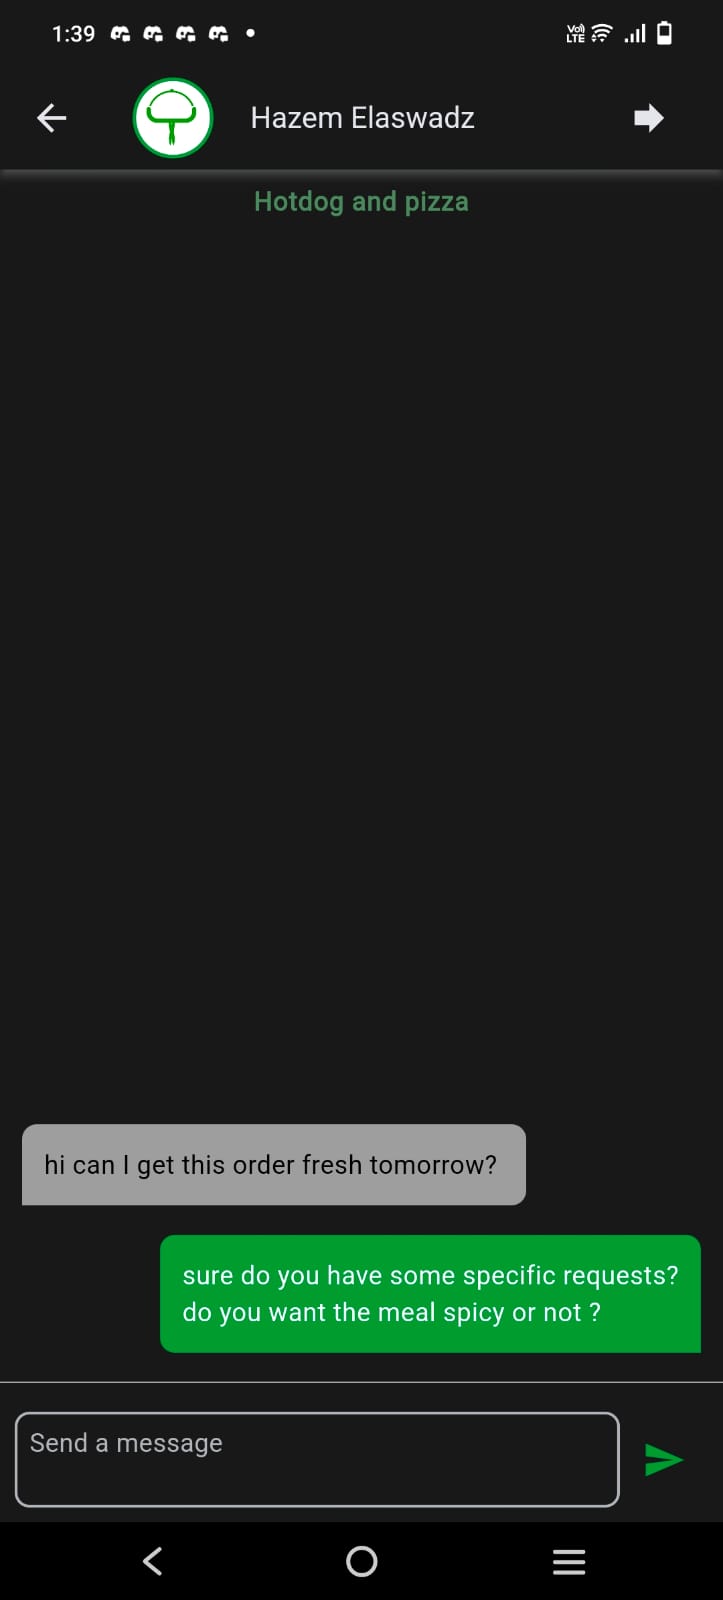 1:39
Vo) LTE
Hazem Elaswadz
Hotdog and pizza
hi can I get this order fresh tomorrow?
sure do you have some specific requests?
do you want the meal spicy or not ?
Send a message